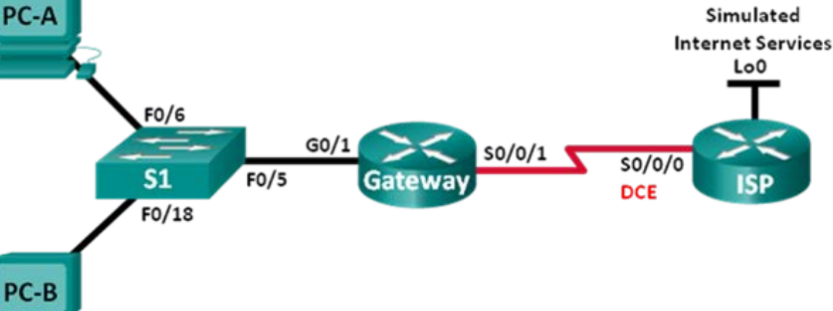 PC-A
Simulated
Internet Services
Lo0
F0/6
G0/1
S0/0/1
S0/0/0
S1
F0/5
Gateway
DCE
ISP
F0/18
PC-B